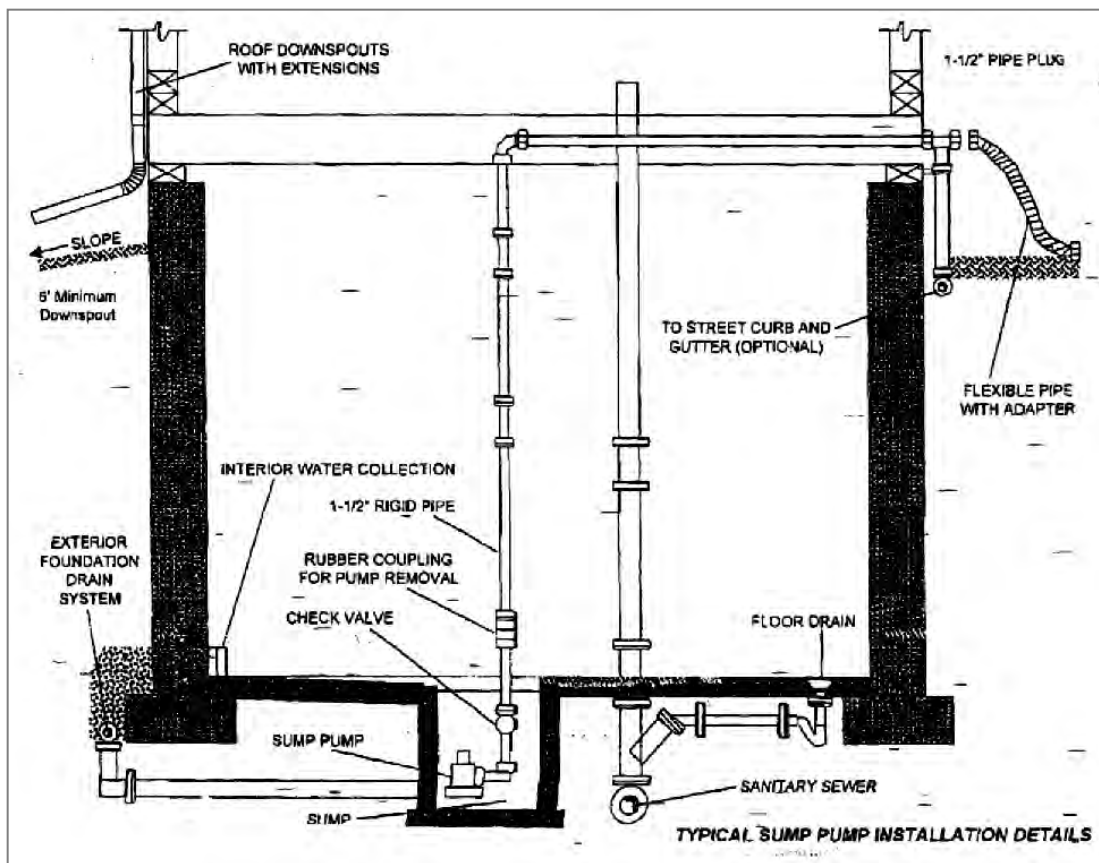 ROOF DOWNSPOUTS
WITH EXTENSIONS
1-1/2" PIPE PLUG
SLOPE
6' Minimum
Downspout
TO STREET CURB AND
GUTTER (OPTIONAL)
FLEXIBLE PIPE
WITH ADAPTER
INTERIOR WATER COLLECTION
1-1/2" RIGID PIPE
EXTERIOR
FOUNDATION
DRAIN
SYSTEM
RUBBER COUPLING
FOR PUMP REMOVAL
CHECK VALVE
FLOOR DRAIN
SUMP PUMP
SANITARY SEWER
SUMP
TYPICAL SUMP PUMP INSTALLATION DETAILS